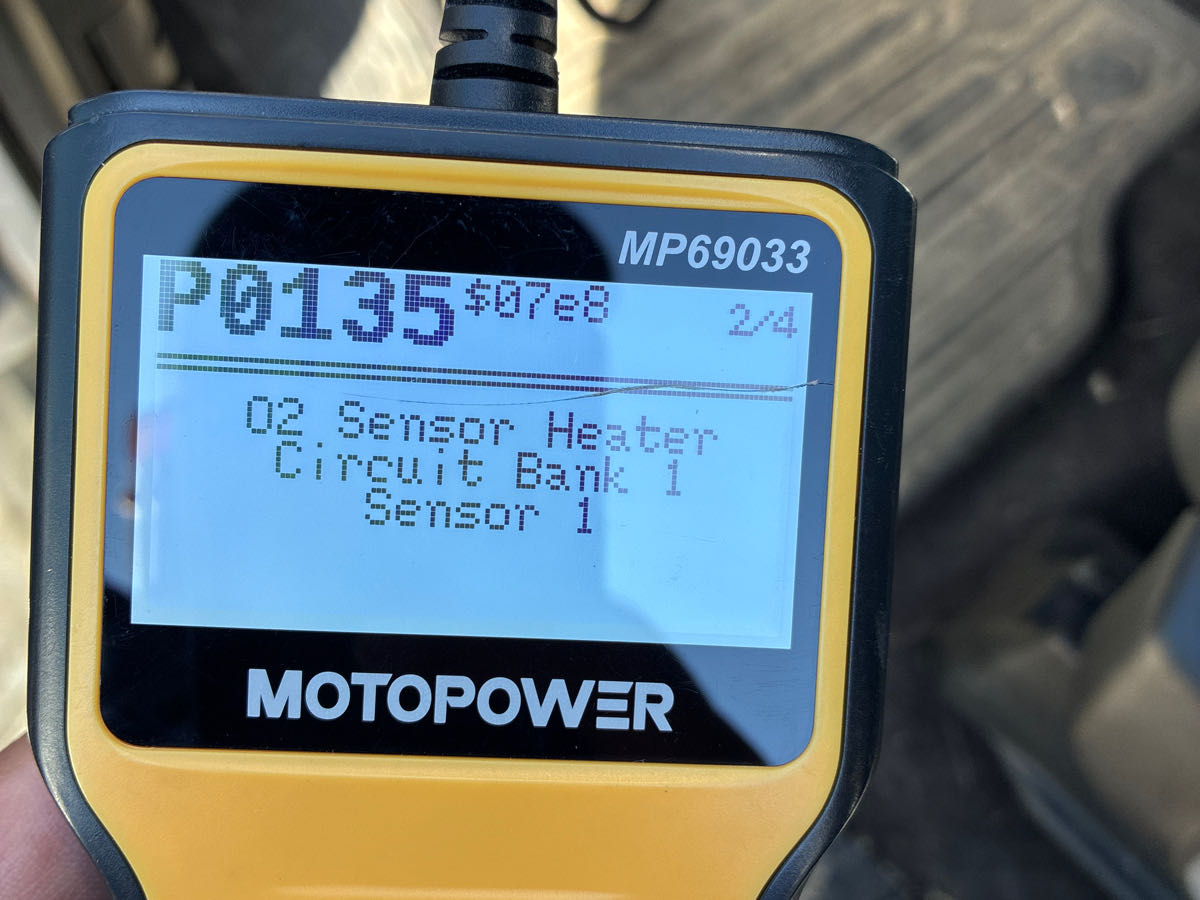 MP69033
P0135 $07e8 2/4
O2 Sensor Heater
Circuit Bank 1
Sensor 1
MOTOPOWER